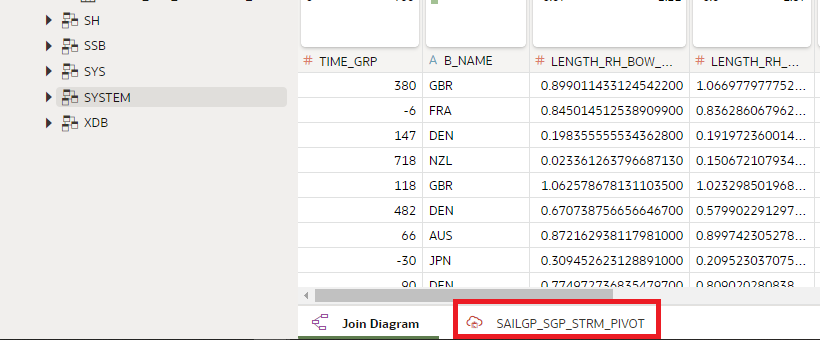 SH
SSB
SYS
SYSTEM
XDB
# TIME_GRP A B_NAME # LENGTH_RH_BOW_... # LENGTH_RH_...
380 GBR 0.899011433124542200 1.066977977752...
-6 FRA 0.845014512538909900 0.836286067962...
147 DEN 0.198355555534362800 0.191972360014...
718 NZL 0.023361263796687130 0.150672107934...
118 GBR 1.062578678131103500 1.023298501968...
482 DEN 0.670738756656646700 0.579902291297...
66 AUS 0.872162938117981000 0.899742305278...
-30 JPN 0.309452623128891000 0.209523037075...
90 DEN 0.774972736835479700 0.809020280838...
Join Diagram SAILGP_SGP_STRM_PIVOT